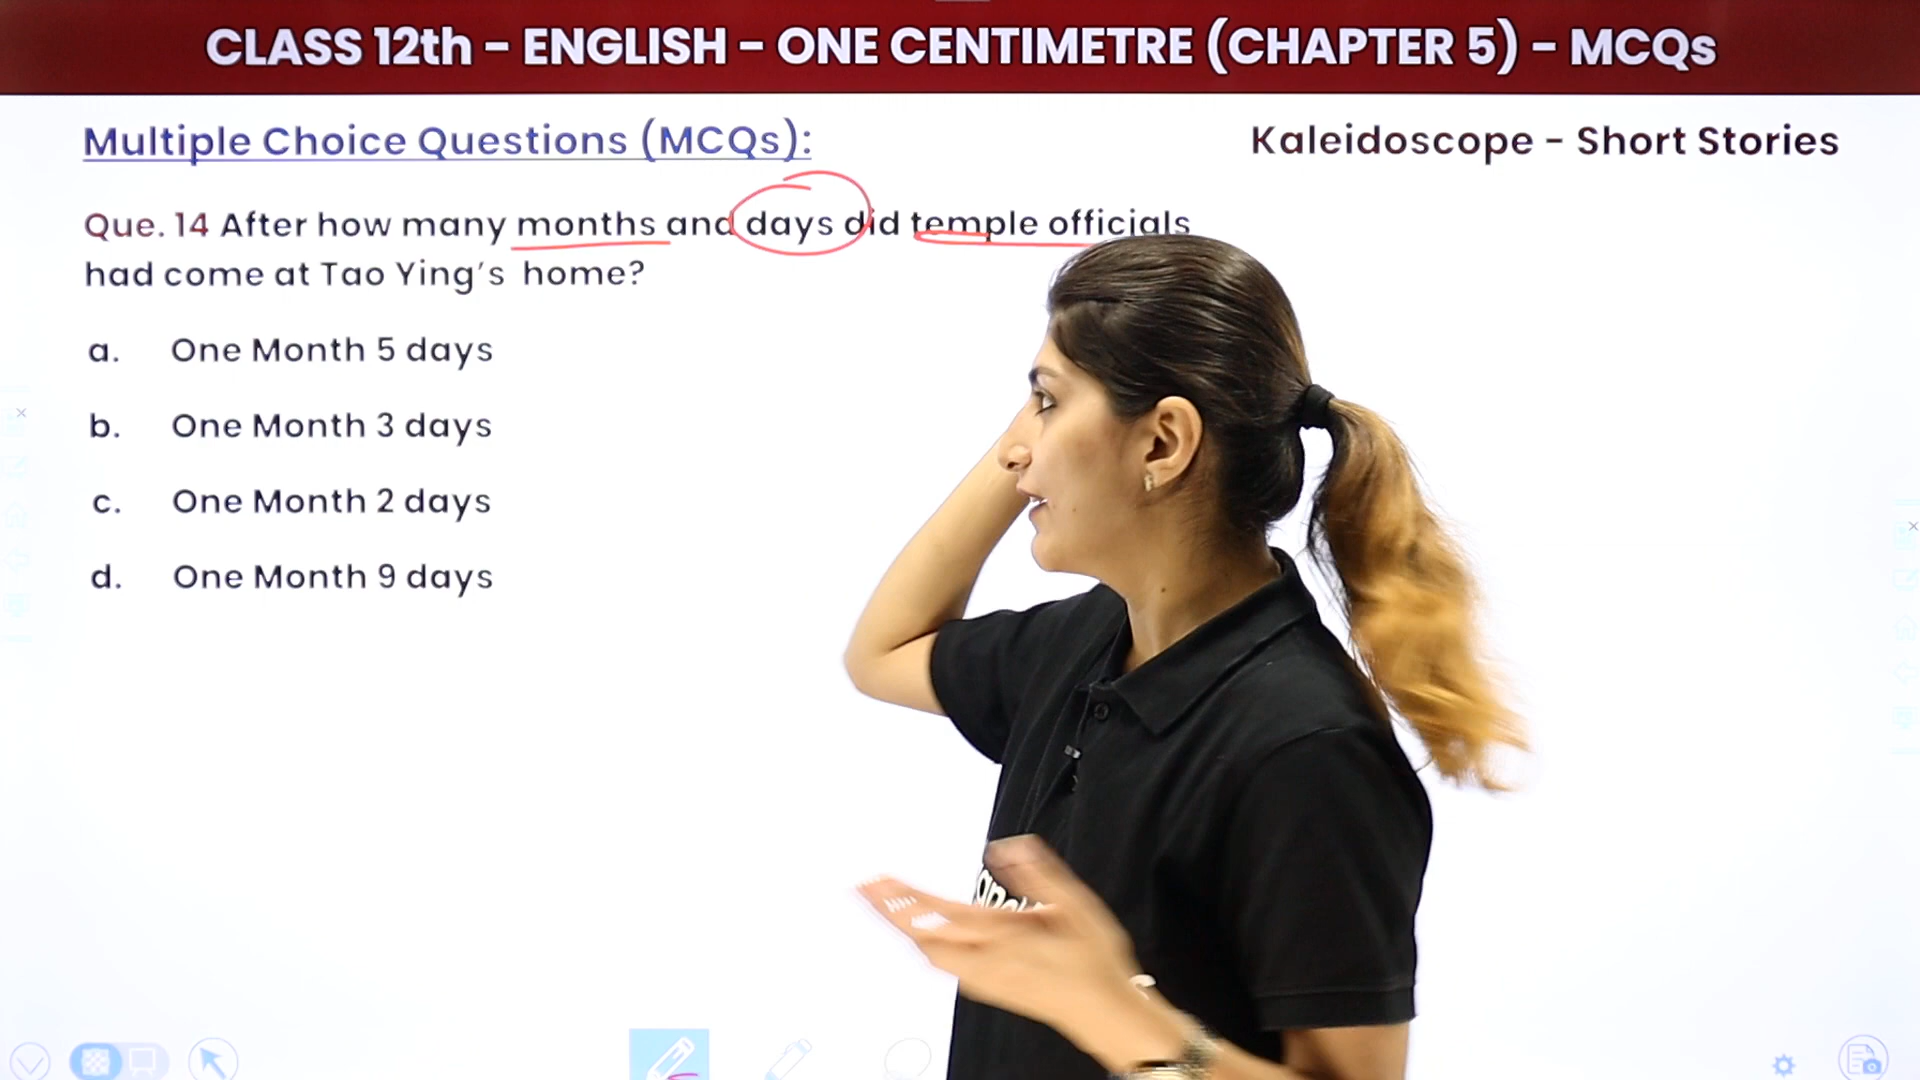 CLASS 12th - ENGLISH - ONE CENTIMETRE (CHAPTER 5) - MCQs
Multiple Choice Questions (MCQs):
Kaleidoscope - Short Stories
Que. 14 After how many months and days did temple officials
had come at Tao Ying's home?
a. One Month 5 days
b. One Month 3 days
c. One Month 2 days
d. One Month 9 days